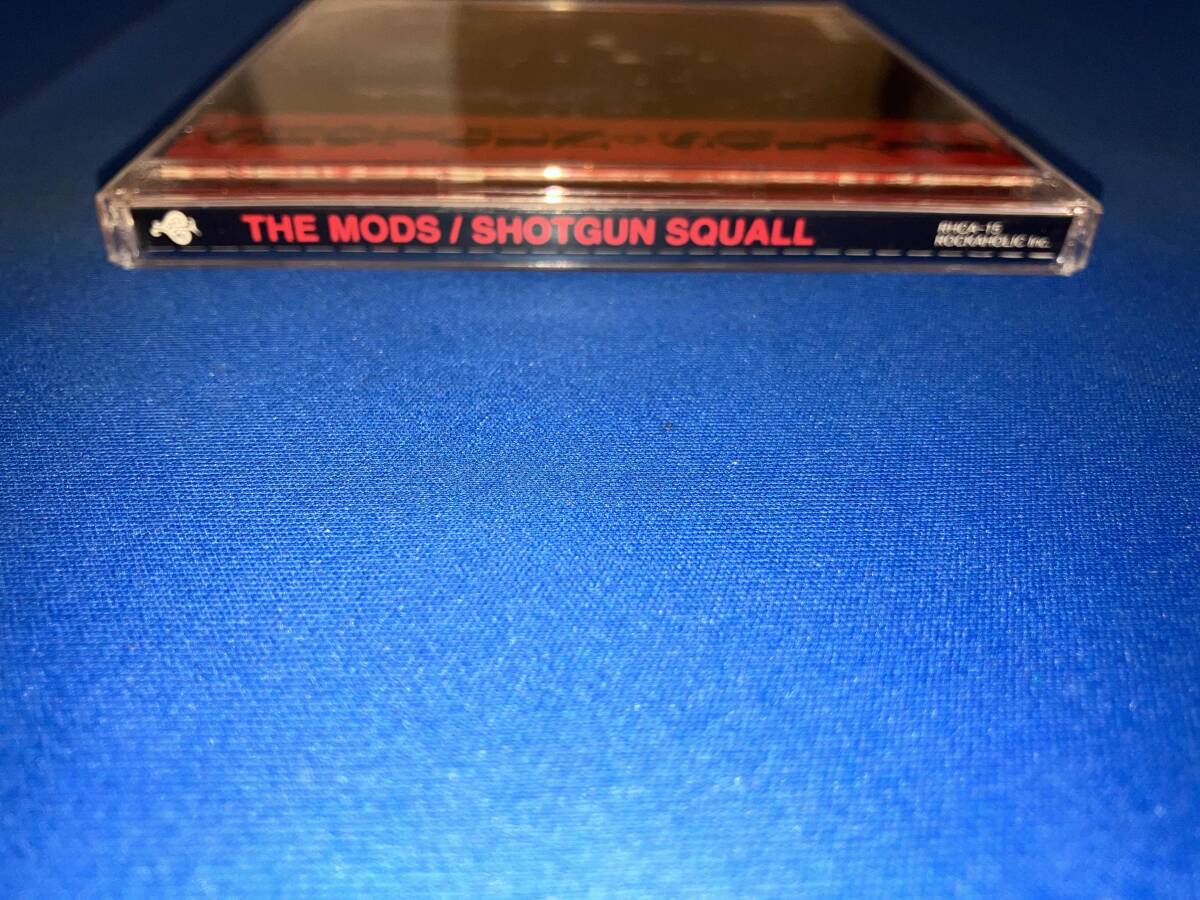 THE MODS / SHOTGUN SQUALL
RHCA-15
ROCKAHOLIC Inc.